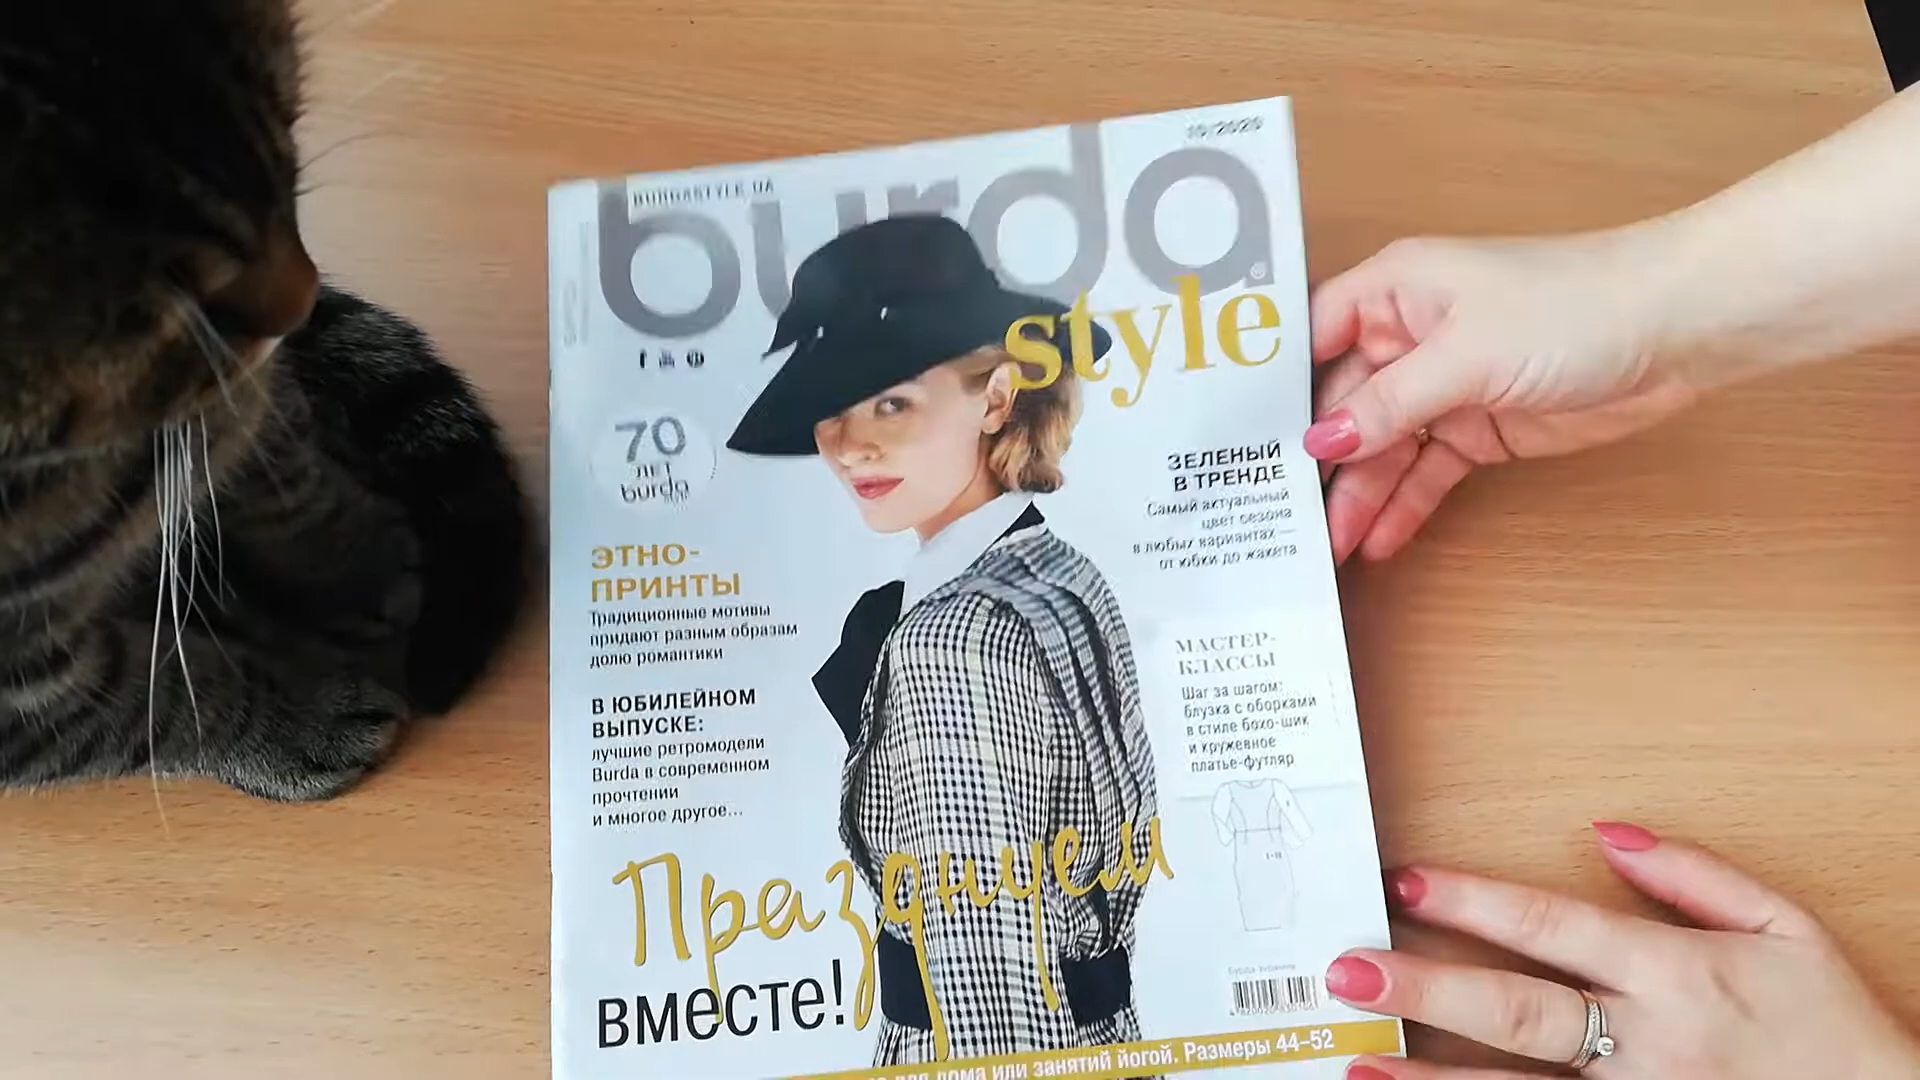 10/2020
BURDASTYLE.UA
burda
style
70
ЛЕТ
burda
ЗЕЛЕНЫЙ
В ТРЕНДЕ
Самый актуальный
цвет сезона
в любых вариантах —
от юбки до жакета
ЭТНО-
ПРИНТЫ
Традиционные мотивы
придают разным образам
долю романтики
В ЮБИЛЕЙНОМ
ВЫПУСКЕ:
лучшие ретромодели
Burda в современном
прочтении
и многое другое...
МАСТЕР-
КЛАССЫ
Шаг за шагом:
блузка с оборками
в стиле бохо-шик
и кружевное
платье-футляр
Празднуем
вместе!
для дома или занятий йогой. Размеры 44–52